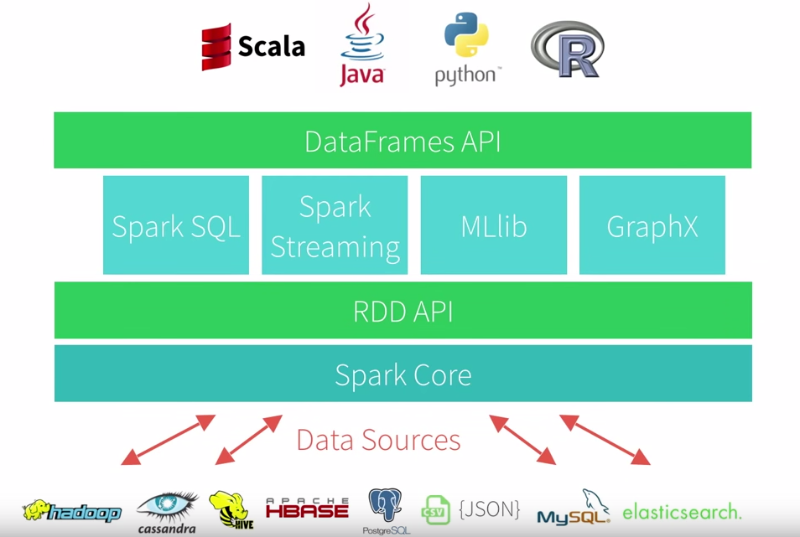 Scala
Java
python
R
DataFrames API
Spark SQL
Spark
Streaming
MLlib
GraphX
RDD API
Spark Core
Data Sources
hadoop
cassandra
HIVE
APACHE
HBASE
PostgreSQL
CSV
{JSON}
MySQL
elasticsearch.